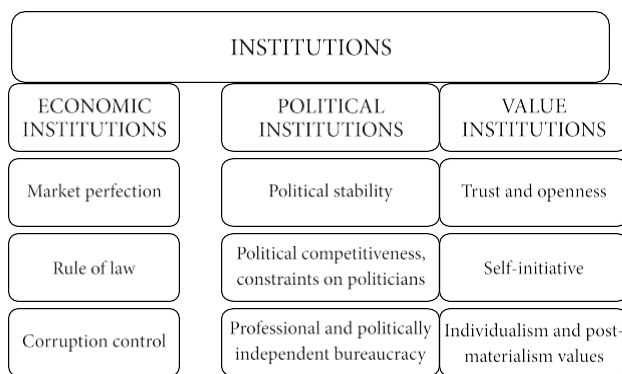 INSTITUTIONS
ECONOMIC
INSTITUTIONS
POLITICAL
INSTITUTIONS
VALUE
INSTITUTIONS
Market perfection
Political stability
Trust and openness
Rule of law
Political competitiveness,
constraints on politicians
Self-initiative
Corruption control
Professional and politically
independent bureaucracy
Individualism and post-
materialism values